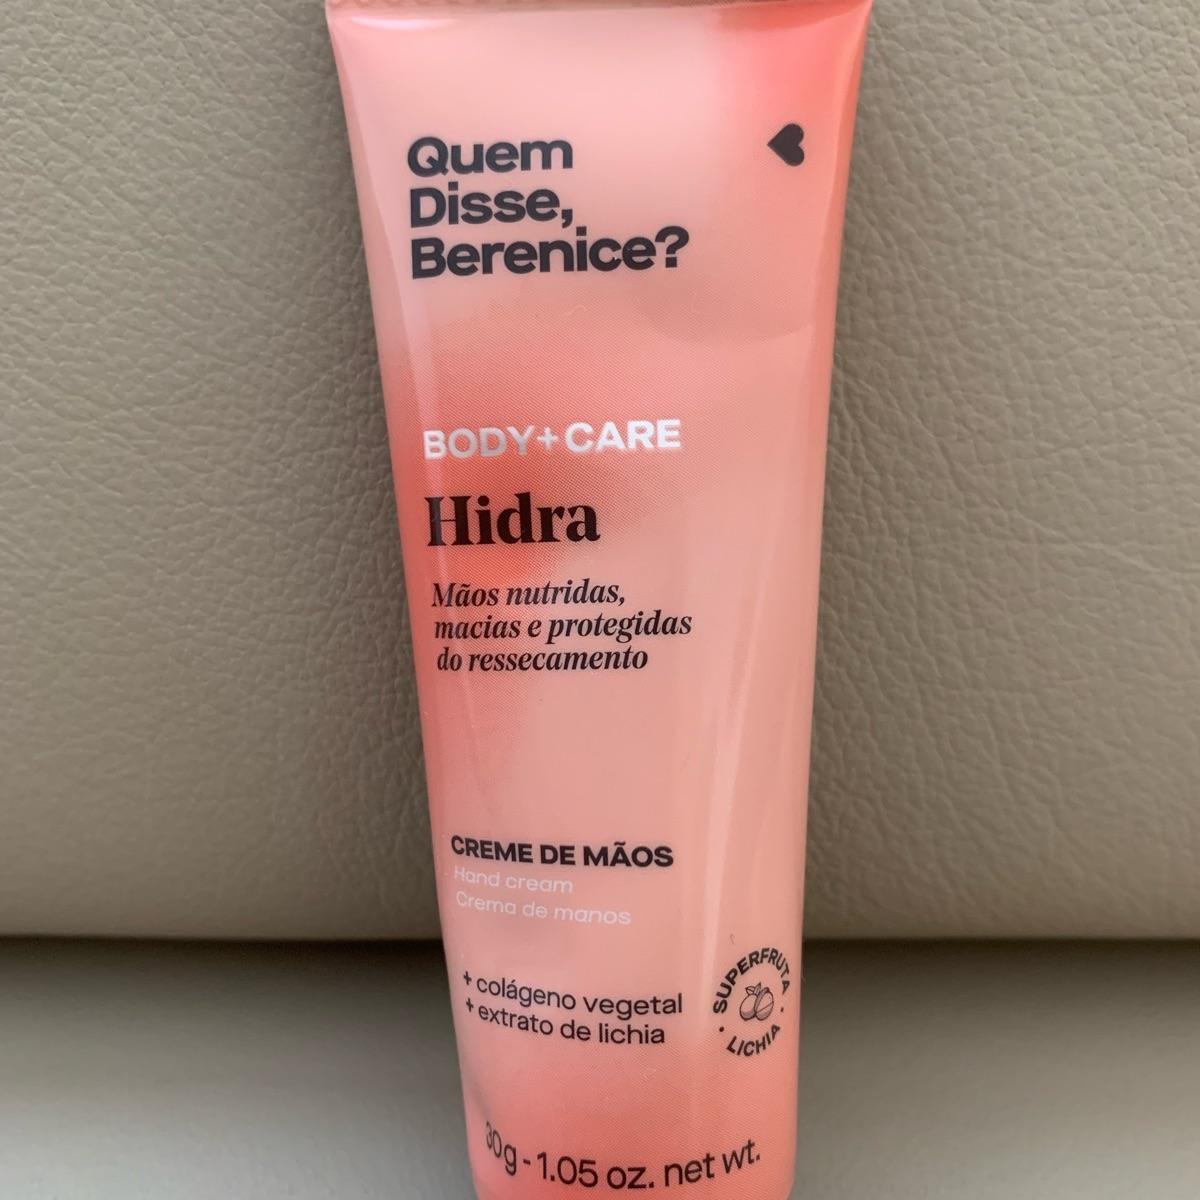 Quem
Disse,
Berenice?
BODY+CARE
Hidra
Mãos nutridas,
macias e protegidas
do ressecamento
CREME DE MÃOS
Hand cream
Crema de manos
+ colágeno vegetal
+ extrato de lichia
SUPERFRUTA
· LICHIA ·
30g - 1.05 oz. net wt.